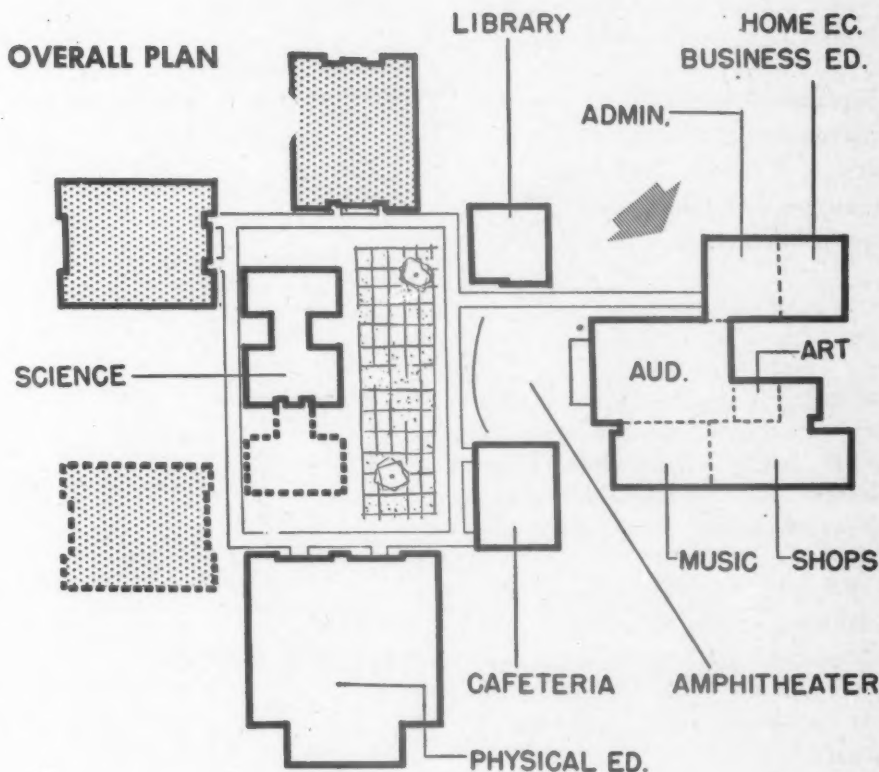 OVERALL PLAN
LIBRARY
HOME EC.
BUSINESS ED.
ADMIN.
SCIENCE
AUD.
ART
MUSIC
SHOPS
CAFETERIA
AMPHITHEATER
PHYSICAL ED.